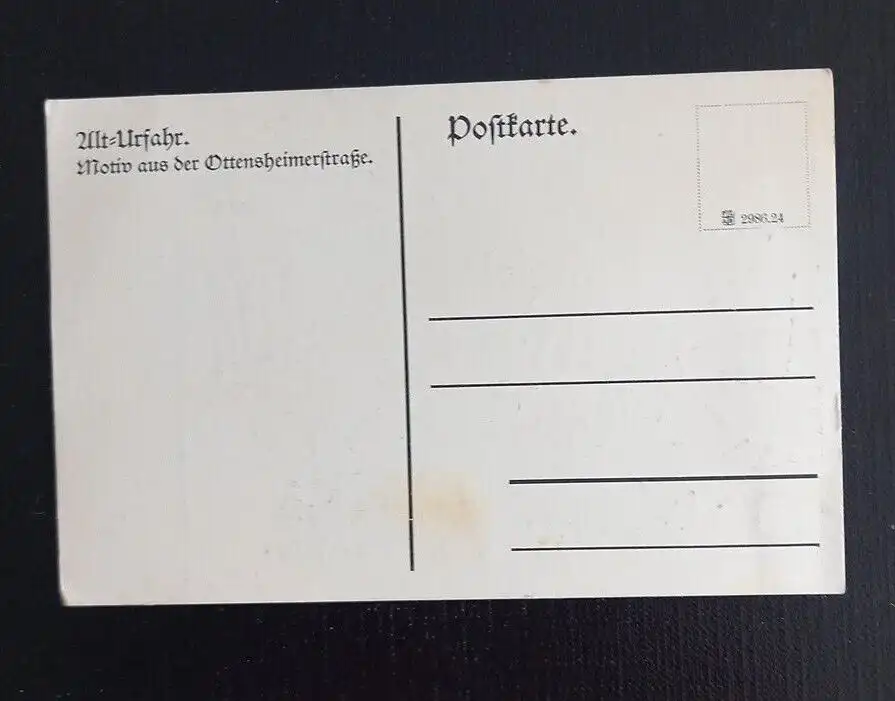 Alt-Urfahr.
Motiv aus der Ottensheimerstraße.
Postkarte.
2986.24